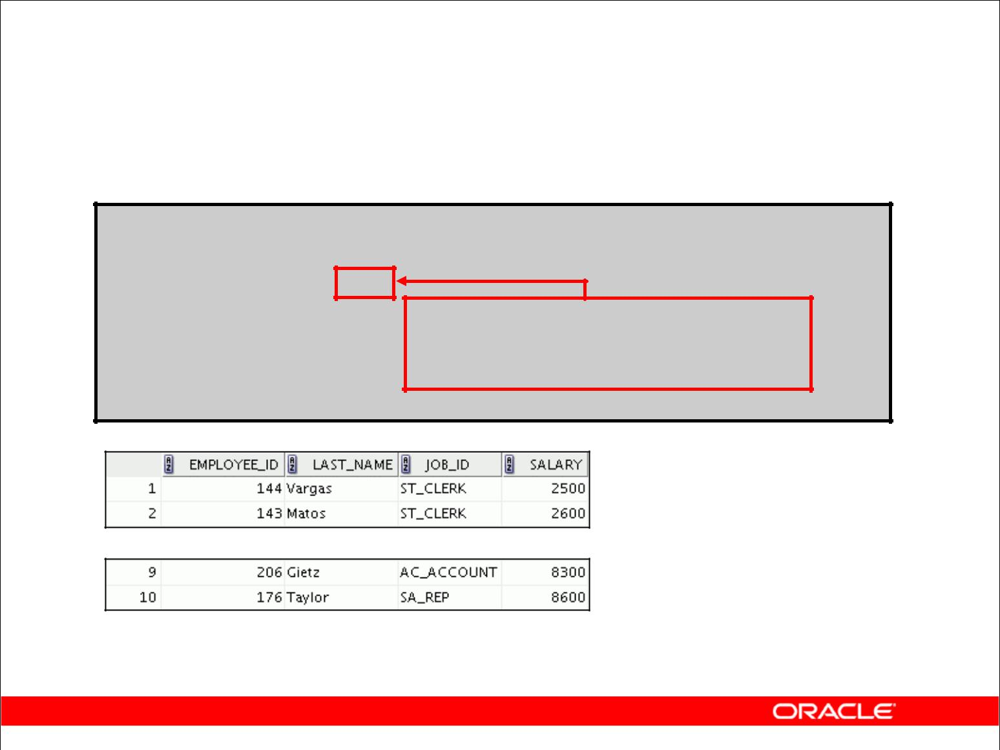 EMPLOYEE_ID LAST_NAME JOB_ID SALARY
1 144 Vargas ST_CLERK 2500
2 143 Matos ST_CLERK 2600
9 206 Gietz AC_ACCOUNT 8300
10 176 Taylor SA_REP 8600
ORACLE